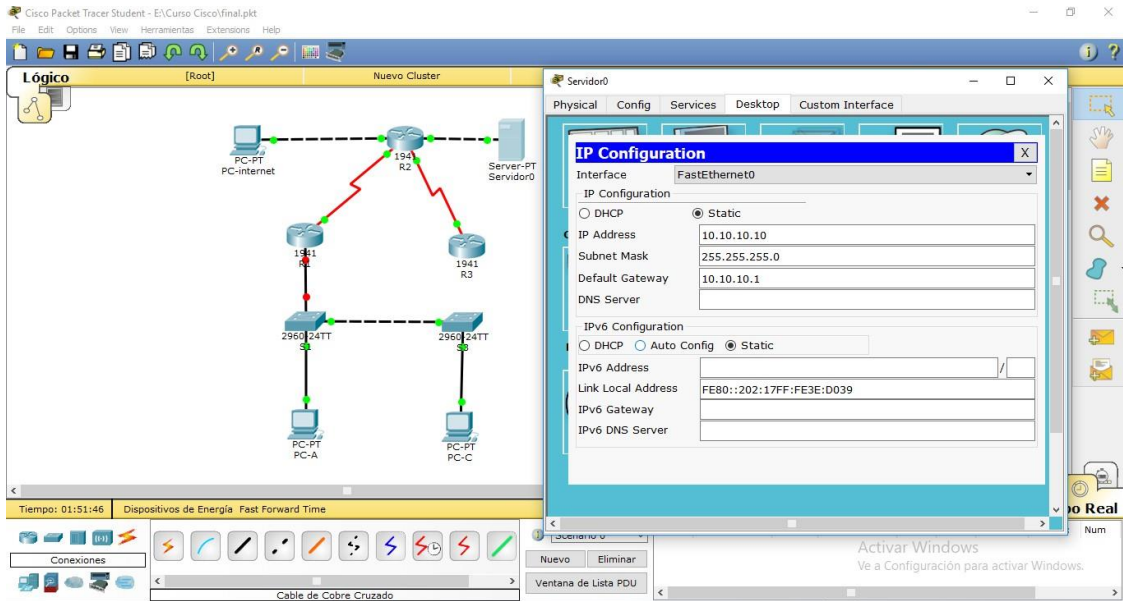 Cisco Packet Tracer Student - E:\Curso Cisco\final.pkt
File Edit Options View Herramientas Extensions Help
Lógico [Root] Nuevo Cluster
PC-PT
PC-internet
1941
R2
Server-PT
Servidor0
1941
R1
1941
R3
2960-24TT
S1
2960-24TT
S3
PC-PT
PC-A
PC-PT
PC-C
Servidor0
Physical Config Services Desktop Custom Interface
IP Configuration X
Interface FastEthernet0
IP Configuration
DHCP Static
IP Address 10.10.10.10
Subnet Mask 255.255.255.0
Default Gateway 10.10.10.1
DNS Server
IPv6 Configuration
DHCP Auto Config Static
IPv6 Address /
Link Local Address FE80::202:17FF:FE3E:D039
IPv6 Gateway
IPv6 DNS Server
Tiempo: 01:51:46 Dispositivos de Energía Fast Forward Time
Real
Conexiones
Cable de Cobre Cruzado
Scenario 0
Nuevo Eliminar
Ventana de Lista PDU
Num
Activar Windows
Ve a Configuración para activar Windows.